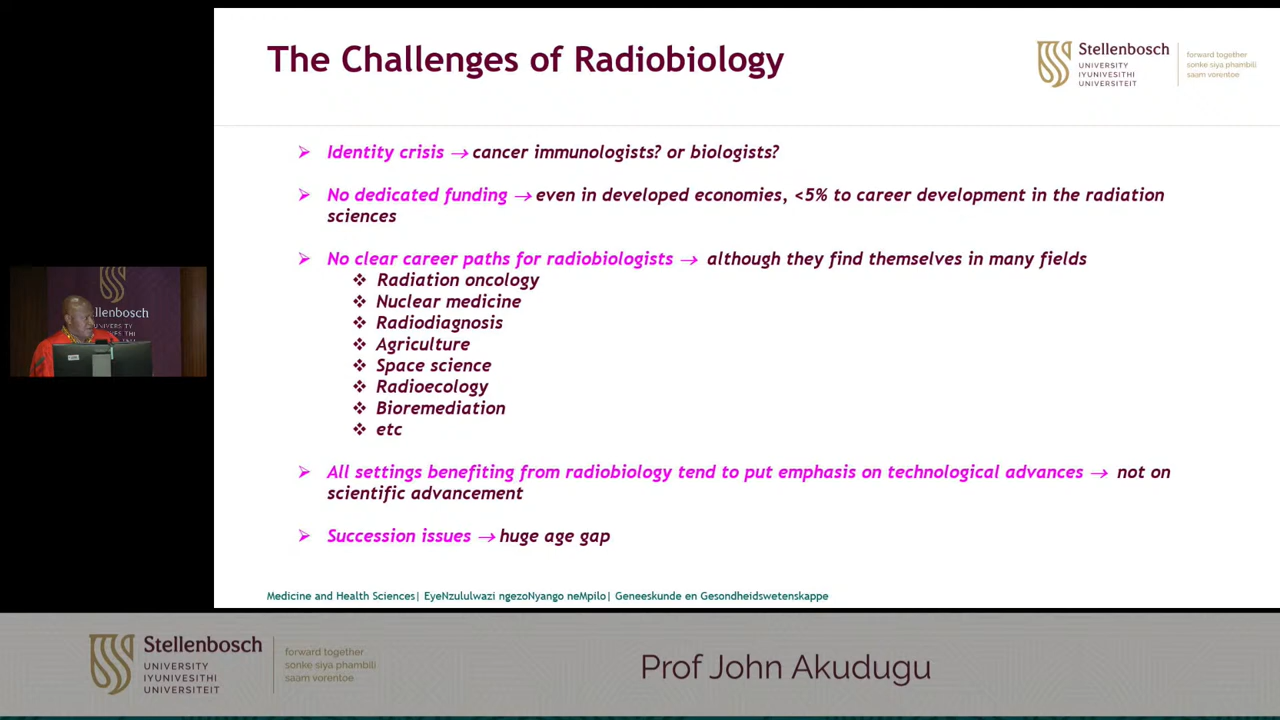 The Challenges of Radiobiology
Stellenbosch
UNIVERSITY
IYUNIVESITHI
UNIVERSITEIT
forward together
sonke siya phambili
saam vorentoe
➢ Identity crisis → cancer immunologists? or biologists?
➢ No dedicated funding → even in developed economies, <5% to career development in the radiation
sciences
➢ No clear career paths for radiobiologists → although they find themselves in many fields
❖ Radiation oncology
❖ Nuclear medicine
❖ Radiodiagnosis
❖ Agriculture
❖ Space science
❖ Radioecology
❖ Bioremediation
❖ etc
➢ All settings benefiting from radiobiology tend to put emphasis on technological advances → not on
scientific advancement
➢ Succession issues → huge age gap
Medicine and Health Sciences| EyeNzululwazi ngezoNyango neMpilo| Geneeskunde en Gesondheidswetenskappe
Stellenbosch
UNIVERSITY
IYUNIVESITHI
UNIVERSITEIT
forward together
sonke siya phambili
saam vorentoe
Prof John Akudugu